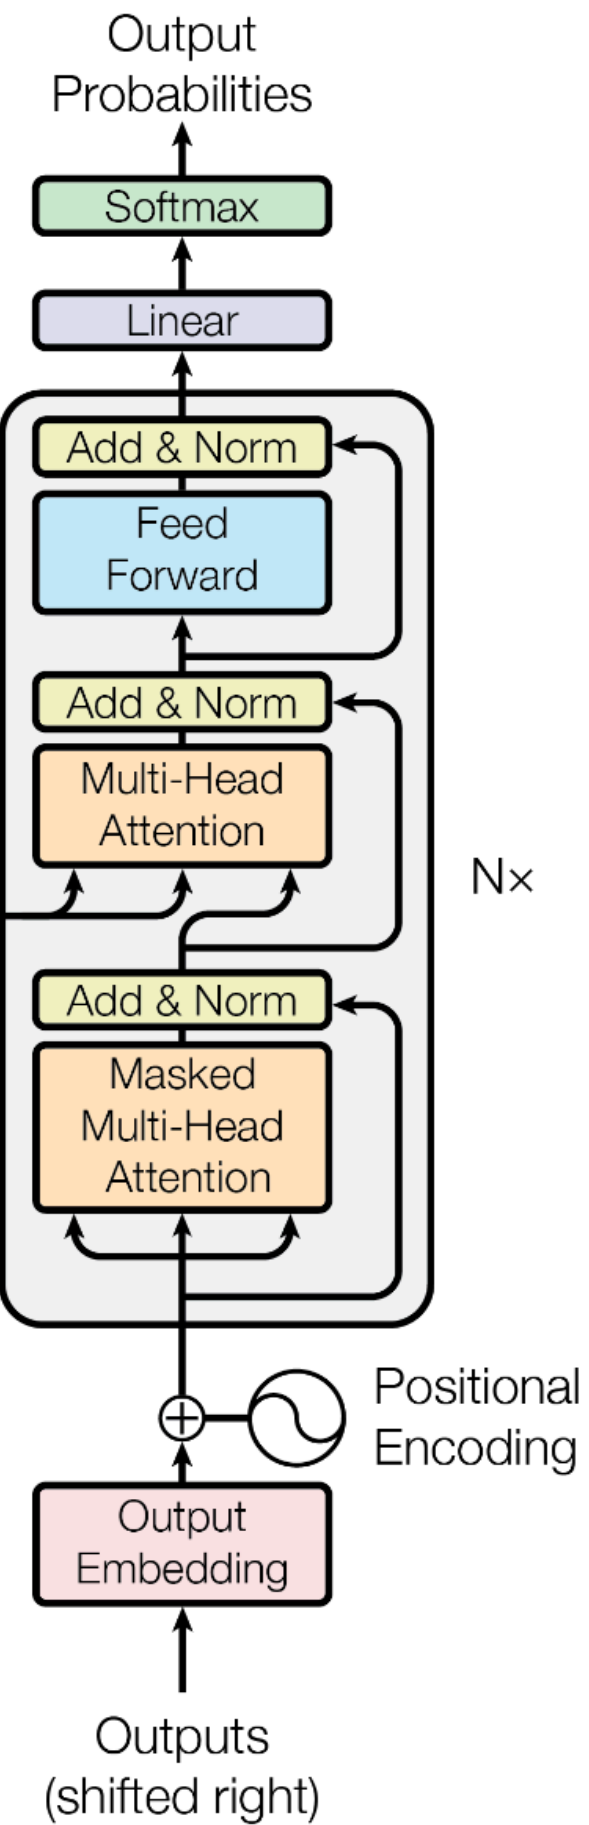 Output
Probabilities
Softmax
Linear
Add & Norm
Feed
Forward
Add & Norm
Multi-Head
Attention
N×
Add & Norm
Masked
Multi-Head
Attention
Positional
Encoding
Output
Embedding
Outputs
(shifted right)